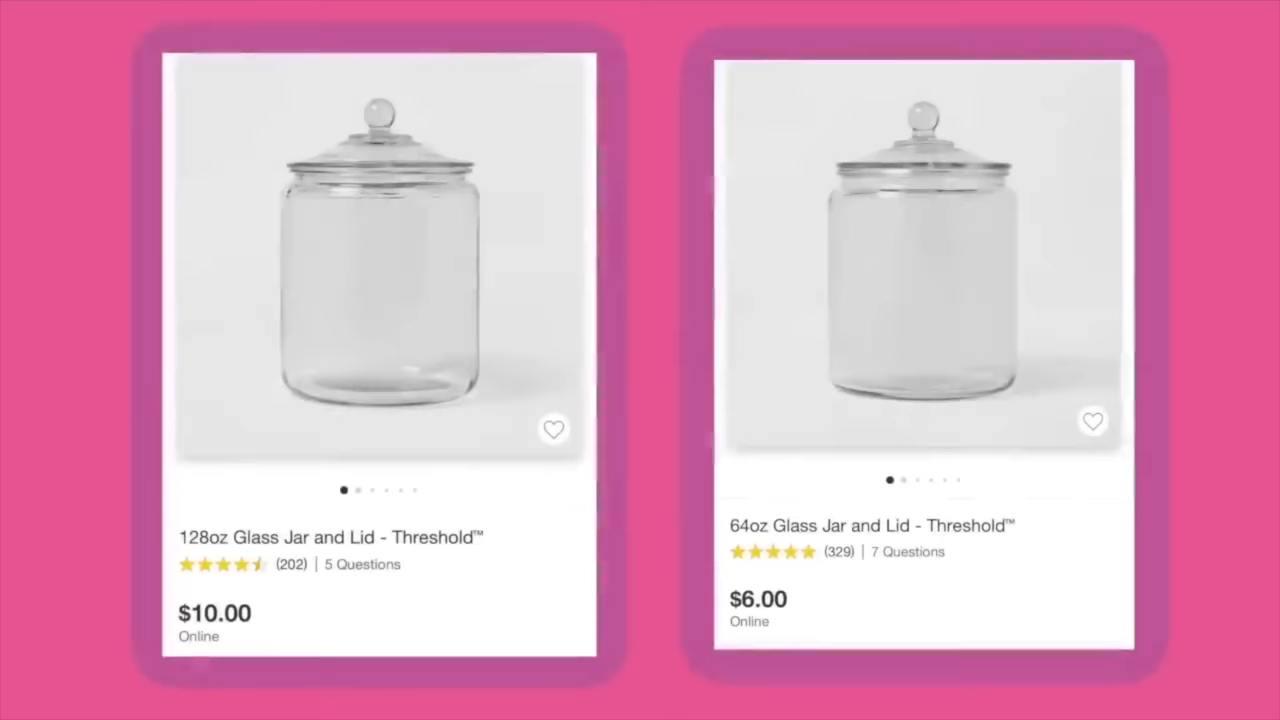 128oz Glass Jar and Lid - Threshold™
(202) | 5 Questions
$10.00
Online
64oz Glass Jar and Lid - Threshold™
(329) | 7 Questions
$6.00
Online